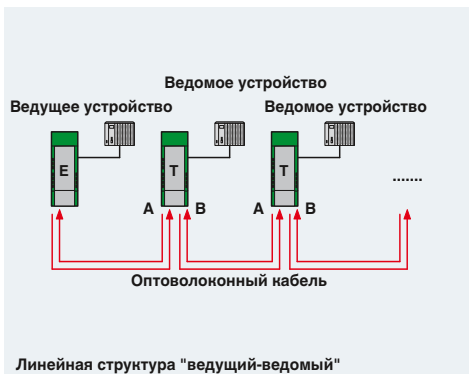 Ведомое устройство
Ведущее устройство Ведомое устройство
E T T
.......
A B A B
Оптоволоконный кабель
Линейная структура "ведущий-ведомый"